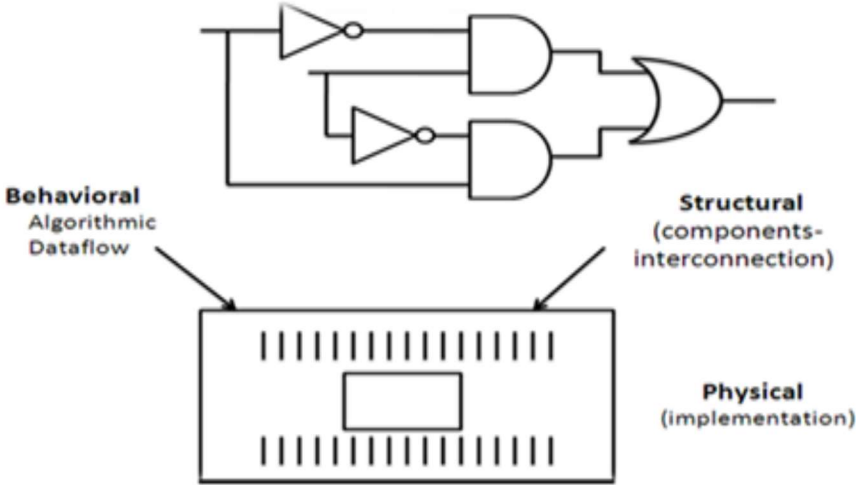 Behavioral
Algorithmic
Dataflow
Structural
(components-
interconnection)
Physical
(implementation)